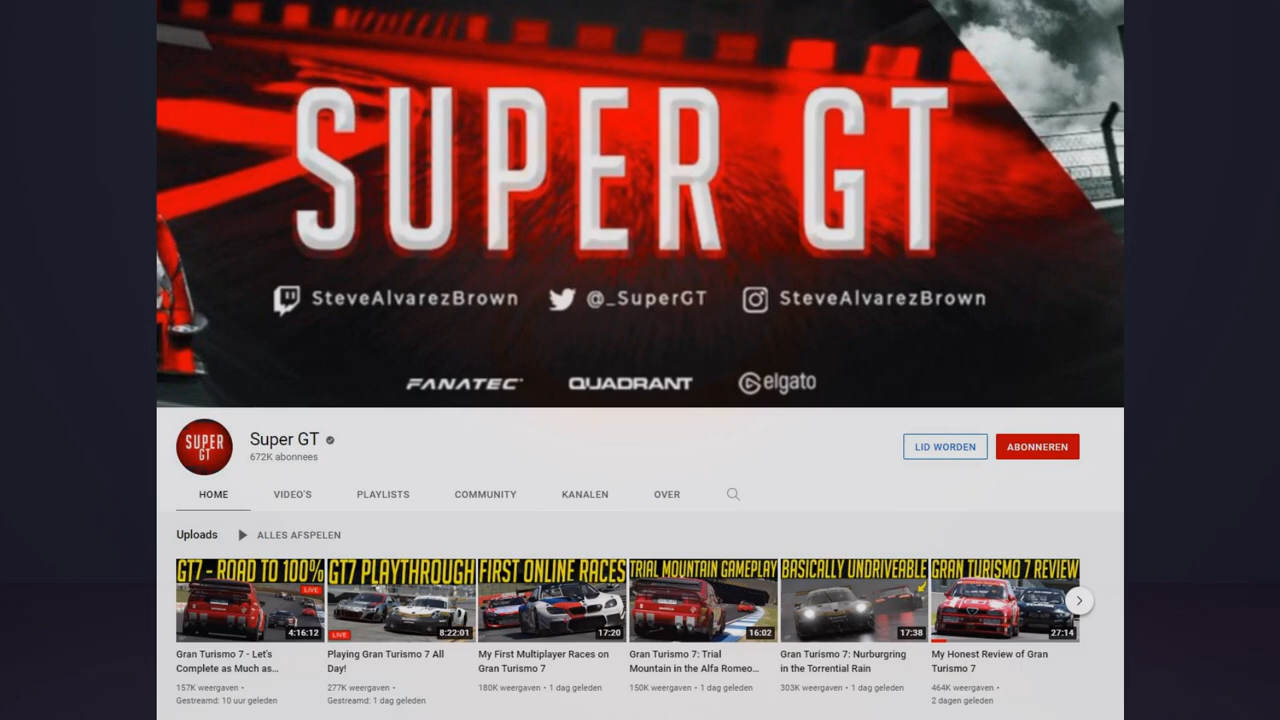 SUPER GT
SteveAlvarezBrown @_SuperGT SteveAlvarezBrown
FANATEC QUADRANT elgato
SUPER
GT
Super GT
672K abonnees
LID WORDEN ABONNEREN
HOME VIDEO'S PLAYLISTS COMMUNITY KANALEN OVER
Uploads ALLES AFSPELEN
GT7 - ROAD TO 100%
LIVE
4:16:12
Gran Turismo 7 - Let's
Complete as Much as...
157K weergaven •
Gestreamd: 10 uur geleden
GT7 PLAYTHROUGH
LIVE
8:22:01
Playing Gran Turismo 7 All
Day!
277K weergaven •
Gestreamd: 1 dag geleden
FIRST ONLINE RACES
17:20
My First Multiplayer Races on
Gran Turismo 7
180K weergaven • 1 dag geleden
TRIAL MOUNTAIN GAMEPLAY
16:02
Gran Turismo 7: Trial
Mountain in the Alfa Romeo...
150K weergaven • 1 dag geleden
BASICALLY UNDRIVEABLE
17:38
Gran Turismo 7: Nurburgring
in the Torrential Rain
303K weergaven • 1 dag geleden
GRAN TURISMO 7 REVIEW
27:14
My Honest Review of Gran
Turismo 7
464K weergaven •
2 dagen geleden